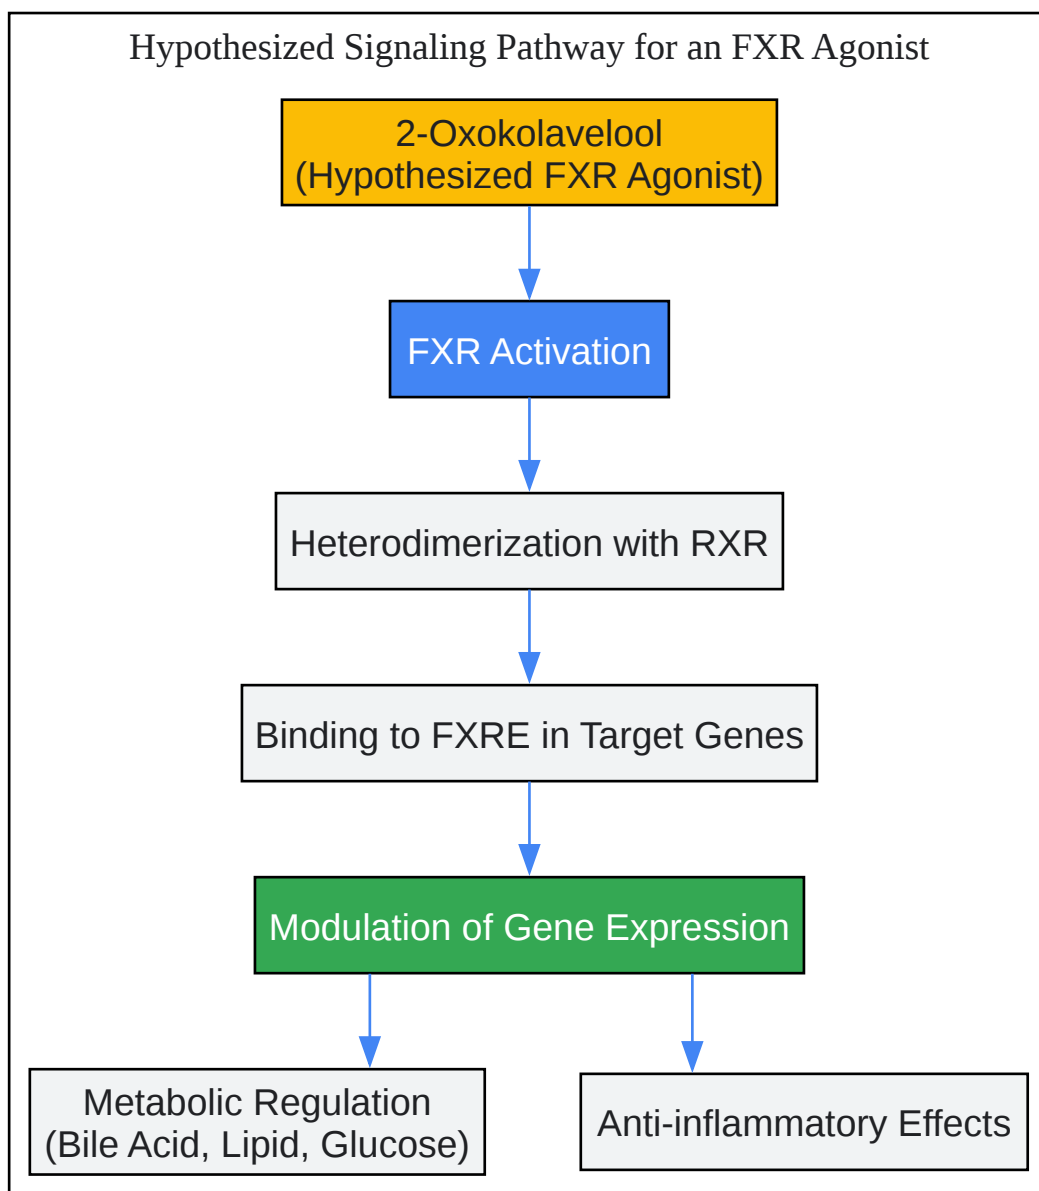 Hypothesized Signaling Pathway for an FXR Agonist
2-Oxokolavelool
(Hypothesized FXR Agonist)
FXR Activation
Heterodimerization with RXR
Binding to FXRE in Target Genes
Modulation of Gene Expression
Metabolic Regulation
(Bile Acid, Lipid, Glucose)
Anti-inflammatory Effects